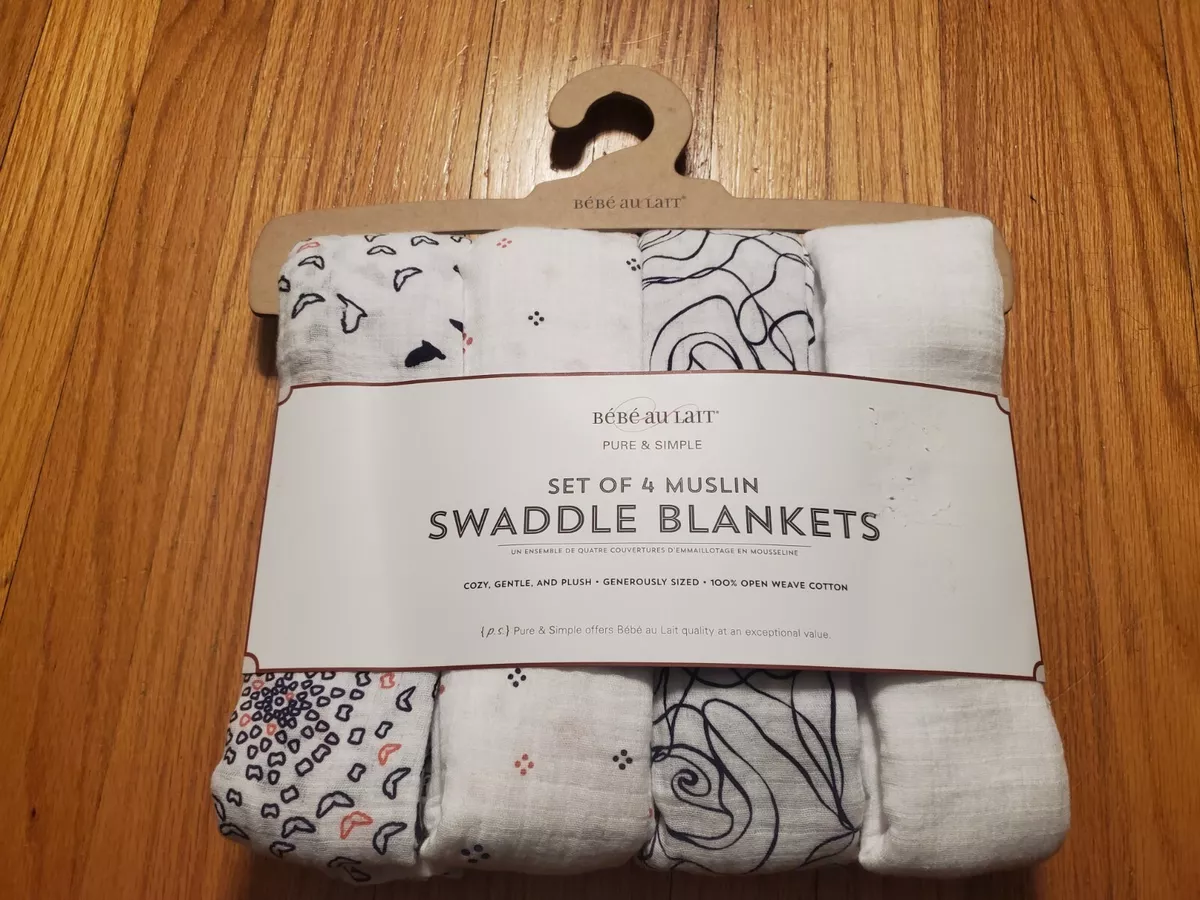 BéBé au LaIT®
BéBé au LaIT®
PURE & SIMPLE
SET OF 4 MUSLIN
SWADDLE BLANKETS
UN ENSEMBLE DE QUATRE COUVERTURES D'EMMAILLOTAGE EN MOUSSELINE
COZY, GENTLE, AND PLUSH • GENEROUSLY SIZED • 100% OPEN WEAVE COTTON
{p.s.} Pure & Simple offers Bébé au Lait quality at an exceptional value.